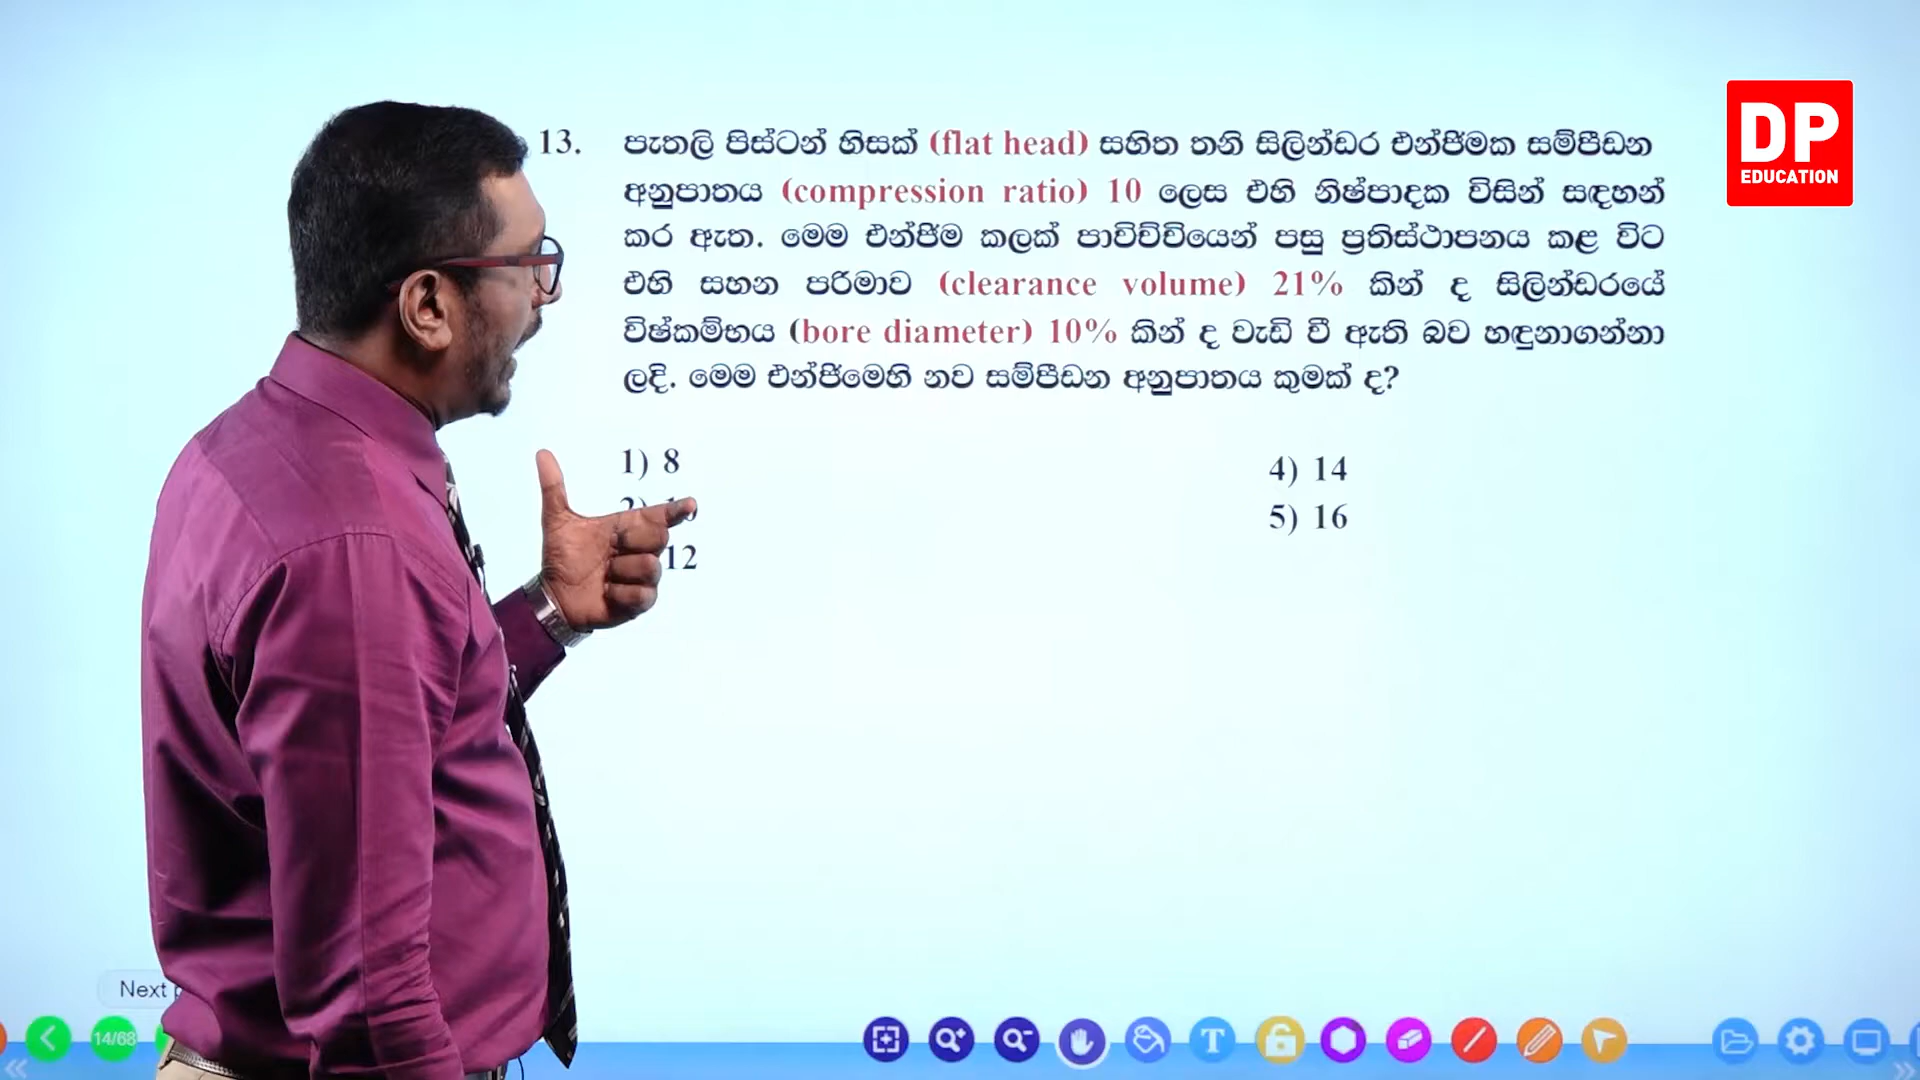 DP
EDUCATION
13. පැතලි පිස්ටන් හිසක් (flat head) සහිත තනි සිලින්ඩර එන්ජිමක සම්පීඩන
අනුපාතය (compression ratio) 10 ලෙස එහි නිෂ්පාදක විසින් සඳහන්
කර ඇත. මෙම එන්ජිම කලක් පාවිච්චියෙන් පසු ප්‍රතිස්ථාපනය කළ විට
එහි සහන පරිමාව (clearance volume) 21% කින් ද සිලින්ඩරයේ
විෂ්කම්භය (bore diameter) 10% කින් ද වැඩි වී ඇති බව හඳුනාගන්නා
ලදි. මෙම එන්ජිමෙහි නව සම්පීඩන අනුපාතය කුමක් ද?
1) 8
12
4) 14
5) 16
Next
14/68